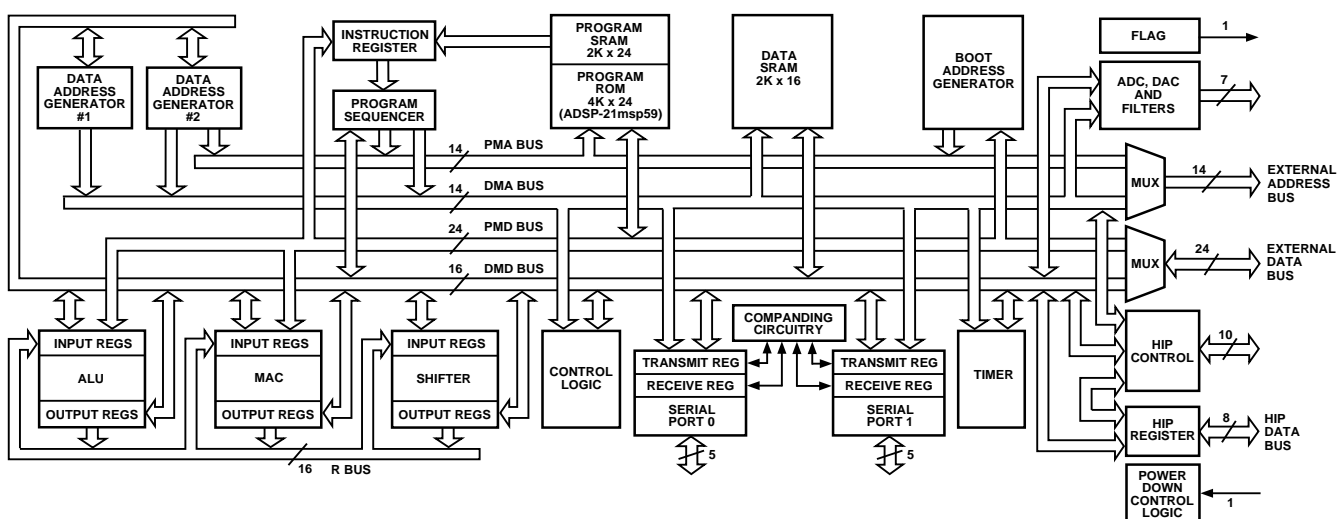 INSTRUCTION
REGISTER
PROGRAM
SRAM
2K x 24
PROGRAM
ROM
4K x 24
(ADSP-21msp59)
DATA
SRAM
2K x 16
BOOT
ADDRESS
GENERATOR
FLAG
1
DATA
ADDRESS
GENERATOR
#1
DATA
ADDRESS
GENERATOR
#2
PROGRAM
SEQUENCER
ADC, DAC
AND
FILTERS
7
14
PMA BUS
14
DMA BUS
24
PMD BUS
16
DMD BUS
MUX
14
EXTERNAL
ADDRESS
BUS
MUX
24
EXTERNAL
DATA
BUS
INPUT REGS
ALU
OUTPUT REGS
INPUT REGS
MAC
OUTPUT REGS
INPUT REGS
SHIFTER
OUTPUT REGS
16
R BUS
CONTROL
LOGIC
COMPANDING
CIRCUITRY
TRANSMIT REG
RECEIVE REG
SERIAL
PORT 0
5
TRANSMIT REG
RECEIVE REG
SERIAL
PORT 1
5
TIMER
HIP
CONTROL
10
HIP
REGISTER
8
HIP
DATA
BUS
POWER
DOWN
CONTROL
LOGIC
1